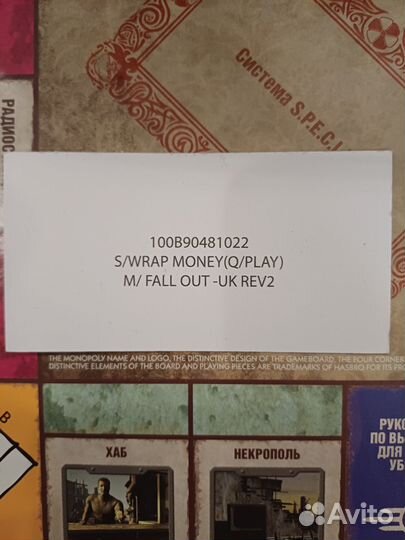 Система S.P.E.C.I.
РАДИОС
100B90481022
S/WRAP MONEY(Q/PLAY)
M/ FALL OUT -UK REV2
THE MONOPOLY NAME AND LOGO, THE DISTINCTIVE DESIGN OF THE GAMEBOARD, THE FOUR CORNER
DISTINCTIVE ELEMENTS OF THE BOARD AND PLAYING PIECES ARE TRADEMARKS OF HASBRO FOR ITS PRO
В
ХАБ
НЕКРОПОЛЬ
РУКО
ПО ВЫ
ДЛЯ
УБ
Avito